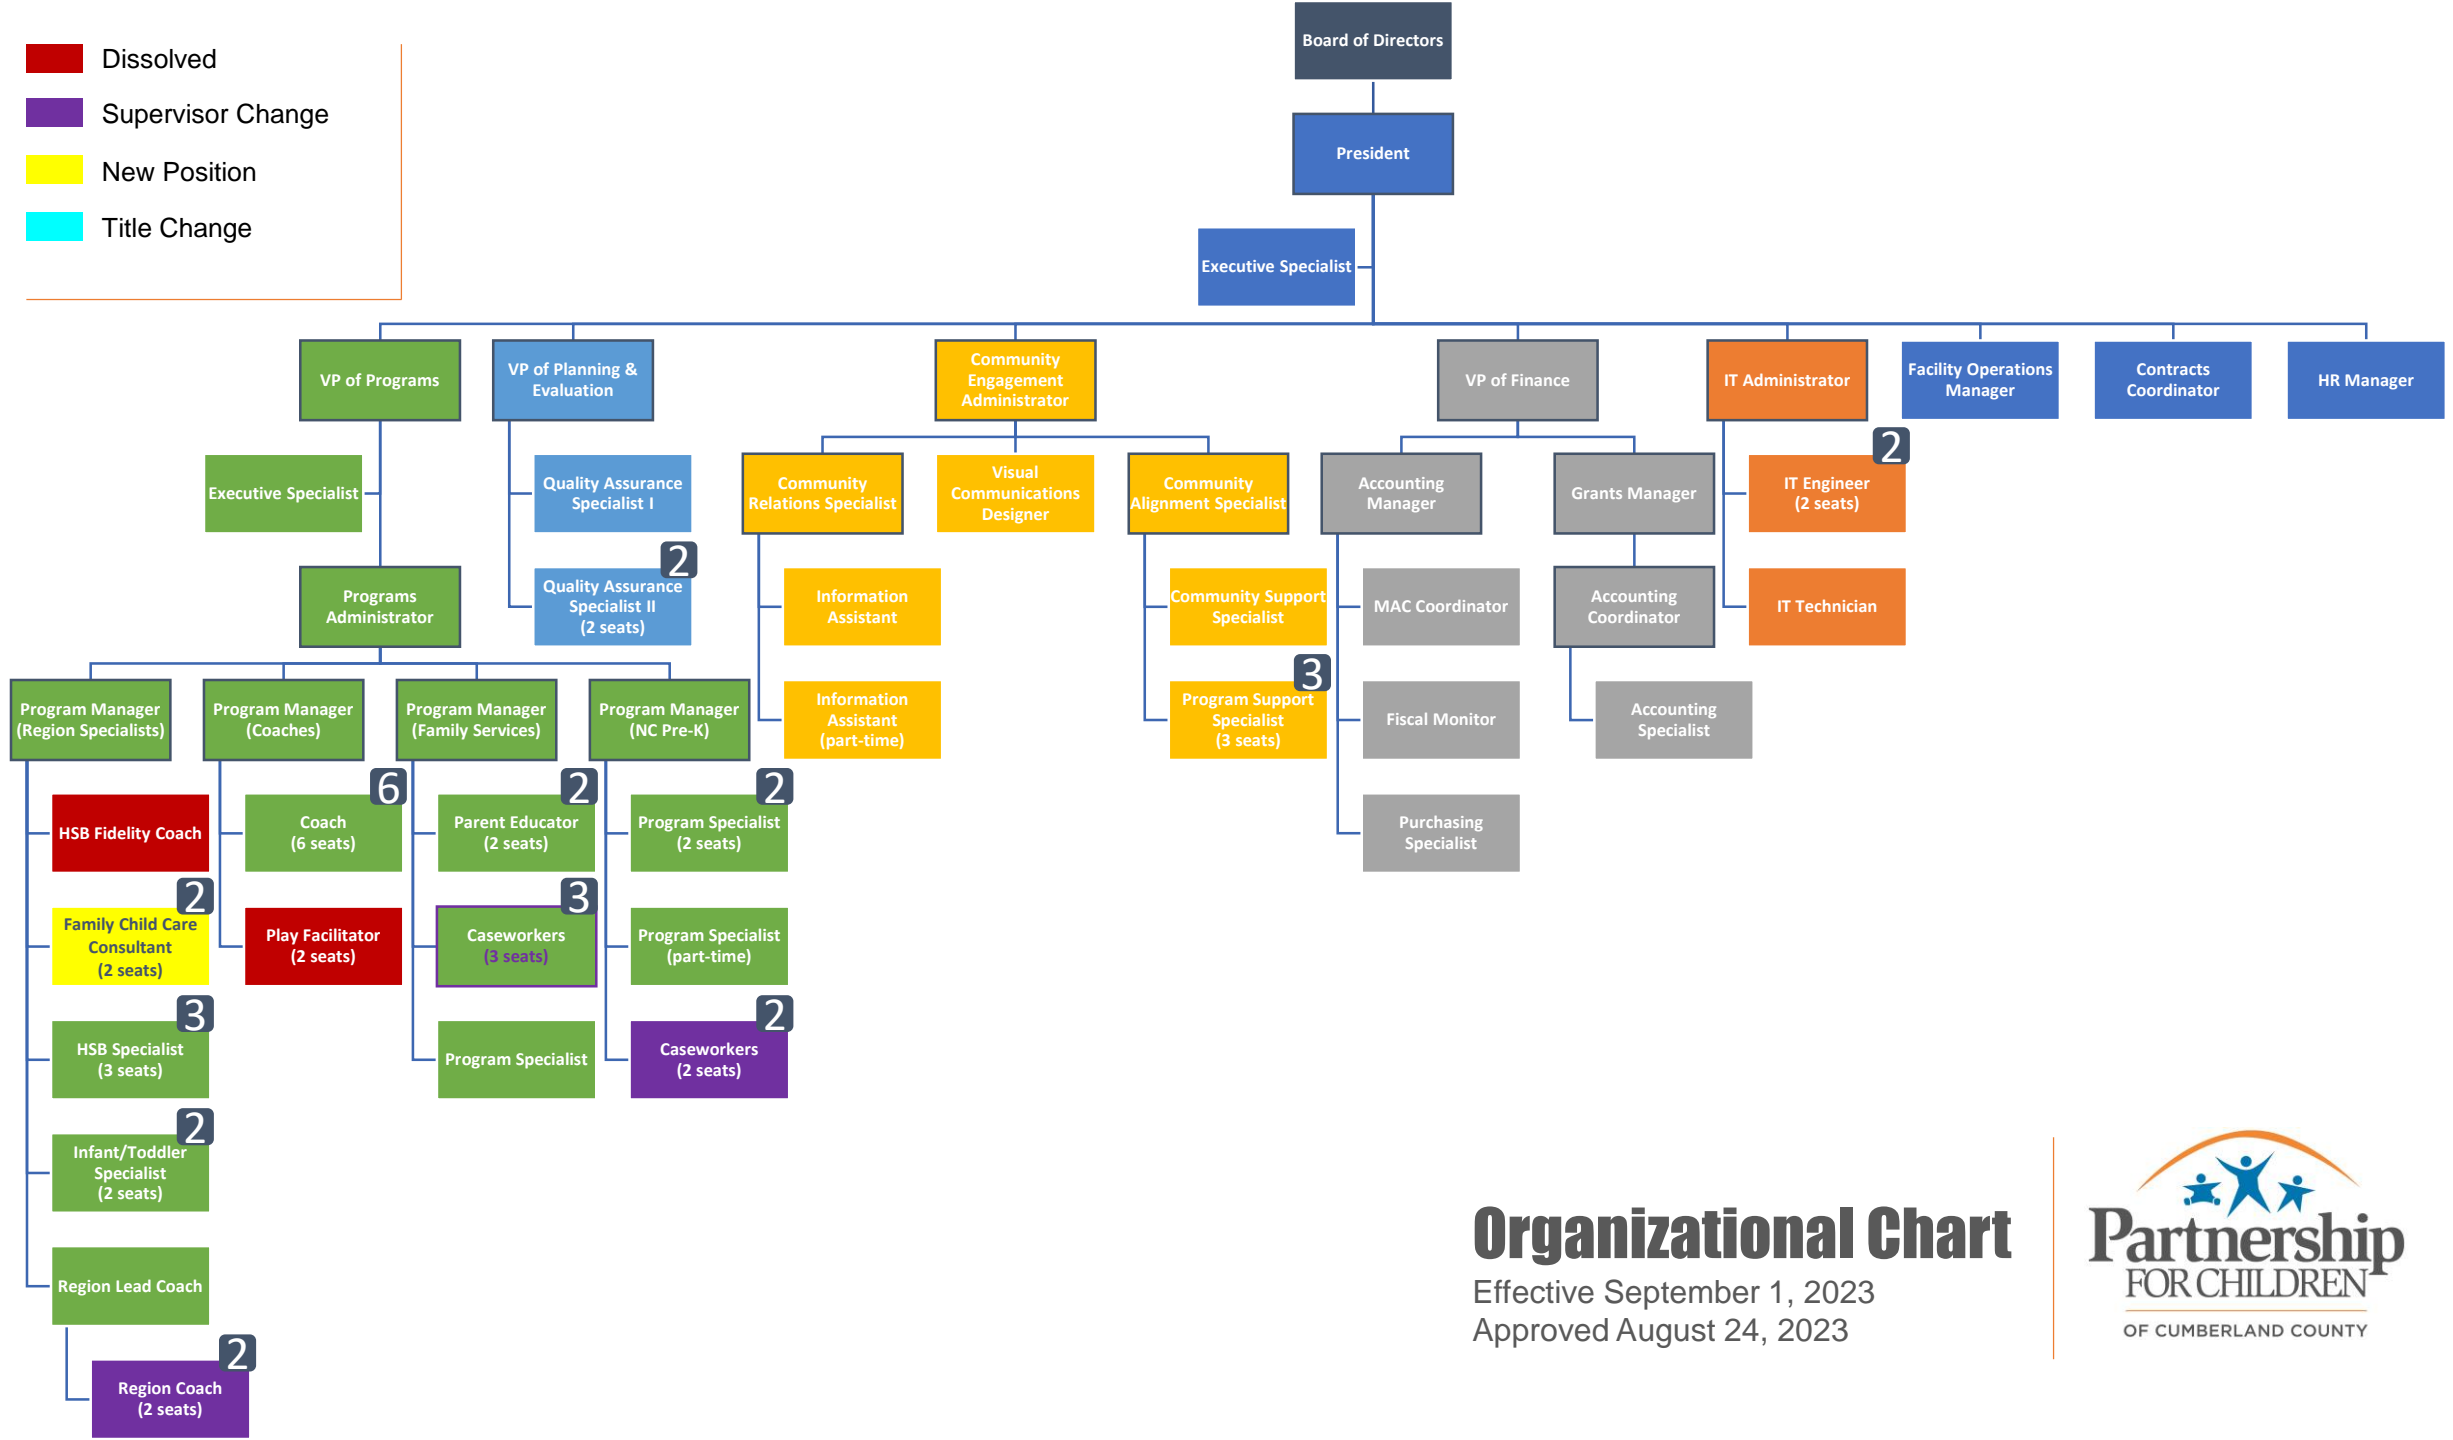 Dissolved
Supervisor Change
New Position
Title Change
Board of Directors
President
Executive Specialist
VP of Programs
VP of Planning &
Evaluation
Community
Engagement
Administrator
VP of Finance
IT Administrator
Facility Operations
Manager
Contracts
Coordinator
HR Manager
Executive Specialist
Quality Assurance
Specialist I
2
Quality Assurance
Specialist II
(2 seats)
Community
Relations Specialist
Visual
Communications
Designer
Community
Alignment Specialist
Accounting
Manager
Grants Manager
2
IT Engineer
(2 seats)
Programs
Administrator
Information
Assistant
Community Support
Specialist
MAC Coordinator
Accounting
Coordinator
IT Technician
Program Manager
(Region Specialists)
Program Manager
(Coaches)
Program Manager
(Family Services)
Program Manager
(NC Pre-K)
Information
Assistant
(part-time)
3
Program Support
Specialist
(3 seats)
Fiscal Monitor
Accounting
Specialist
HSB Fidelity Coach
6
Coach
(6 seats)
2
Parent Educator
(2 seats)
2
Program Specialist
(2 seats)
Purchasing
Specialist
2
Family Child Care
Consultant
(2 seats)
Play Facilitator
(2 seats)
3
Caseworkers
(3 seats)
Program Specialist
(part-time)
3
HSB Specialist
(3 seats)
Program Specialist
2
Caseworkers
(2 seats)
2
Infant/Toddler
Specialist
(2 seats)
Region Lead Coach
2
Region Coach
(2 seats)
Organizational Chart
Effective September 1, 2023
Approved August 24, 2023
Partnership
FOR CHILDREN
OF CUMBERLAND COUNTY